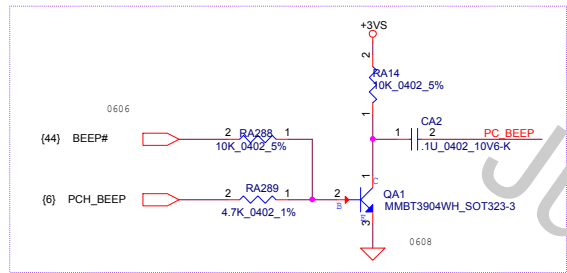 +3VS
2
RA14
10K_0402_5%
1
0606
{44} BEEP#
2 RA288 1
10K_0402_5%
CA2
1 2 PC_BEEP
.1U_0402_10V6-K
{6} PCH_BEEP
2 RA289 1
4.7K_0402_1%
2
B
1
C
QA1
MMBT3904WH_SOT323-3
E
3
0608